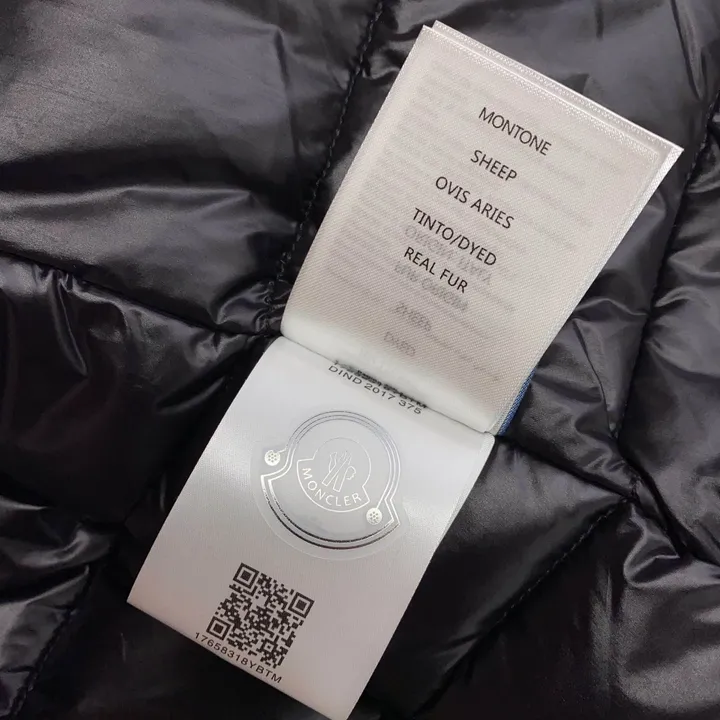 MONTONE
SHEEP
OVIS ARIES
TINTO/DYED
REAL FUR
DIND 2017 375
MONCLER
17658318YBTM